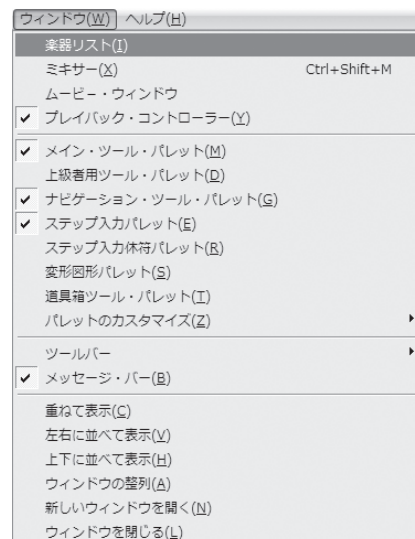 ウィンドウ(W) ヘルプ(H)
楽器リスト(I)
ミキサー(X) Ctrl+Shift+M
ムービー・ウィンドウ
✓ プレイバック・コントローラー(Y)
✓ メイン・ツール・パレット(M)
上級者用ツール・パレット(D)
✓ ナビゲーション・ツール・パレット(G)
✓ ステップ入力パレット(E)
ステップ入力休符パレット(R)
変形図形パレット(S)
道具箱ツール・パレット(T)
パレットのカスタマイズ(Z)
ツールバー
✓ メッセージ・バー(B)
重ねて表示(C)
左右に並べて表示(V)
上下に並べて表示(H)
ウィンドウの整列(A)
新しいウィンドウを開く(N)
ウィンドウを閉じる(L)